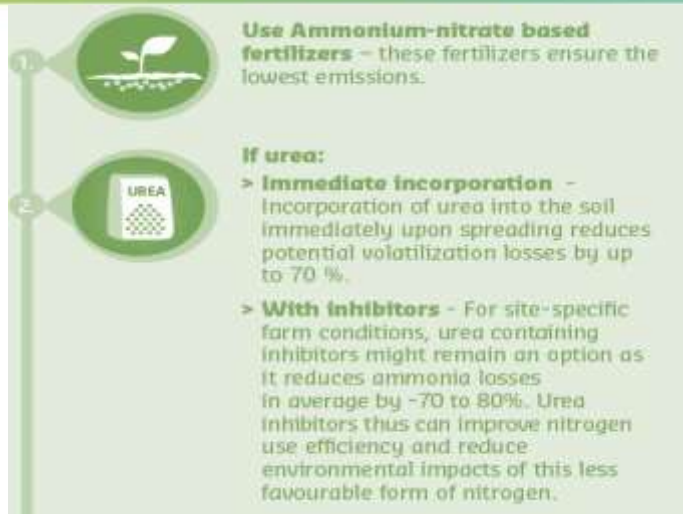 1.
Use Ammonium-nitrate based
fertilizers – these fertilizers ensure the
lowest emissions.
2.
UREA
If urea:
> Immediate incorporation -
Incorporation of urea into the soil
immediately upon spreading reduces
potential volatilization losses by up
to 70 %.
> With inhibitors - For site-specific
farm conditions, urea containing
inhibitors might remain an option as
it reduces ammonia losses
in average by -70 to 80%. Urea
inhibitors thus can improve nitrogen
use efficiency and reduce
environmental impacts of this less
favourable form of nitrogen.